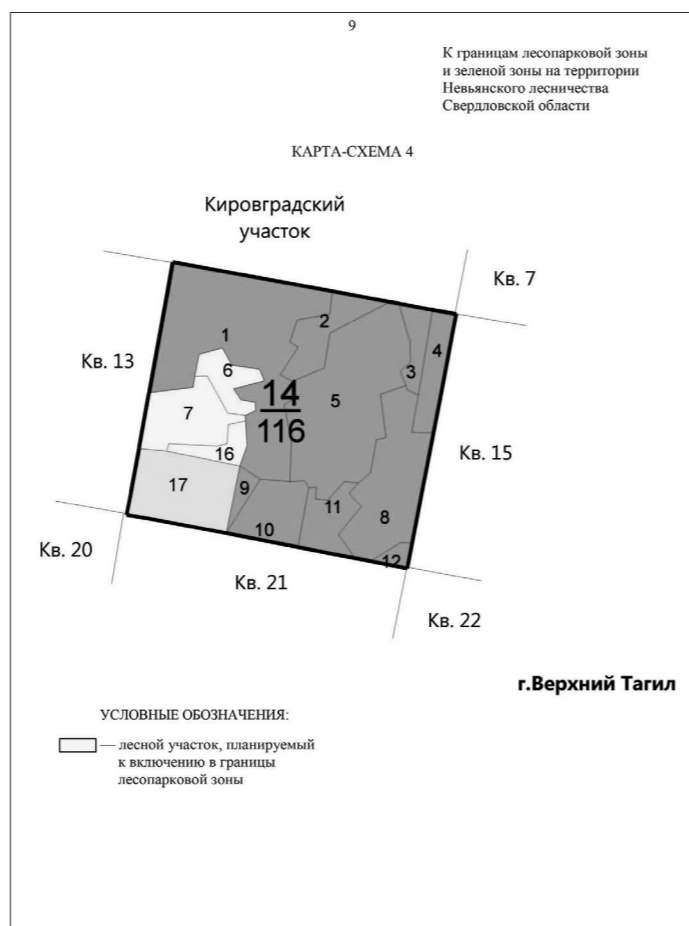 9
К границам лесопарковой зоны
и зеленой зоны на территории
Невьянского лесничества
Свердловской области
КАРТА-СХЕМА 4
Кировградский
участок
Кв. 7
Кв. 13
1
2
3
4
6
5
14
116
7
16
Кв. 15
17
9
11
8
10
12
Кв. 20
Кв. 21
Кв. 22
г.Верхний Тагил
УСЛОВНЫЕ ОБОЗНАЧЕНИЯ:
— лесной участок, планируемый
к включению в границы
лесопарковой зоны